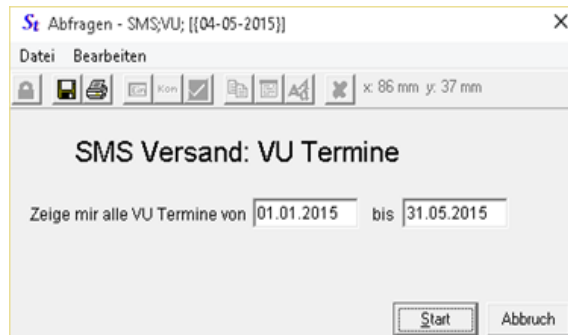 St Abfragen - SMS;VU; [{04-05-2015}]
Datei Bearbeiten
Kon x: 86 mm y: 37 mm
SMS Versand: VU Termine
Zeige mir alle VU Termine von 01.01.2015 bis 31.05.2015
Start Abbruch